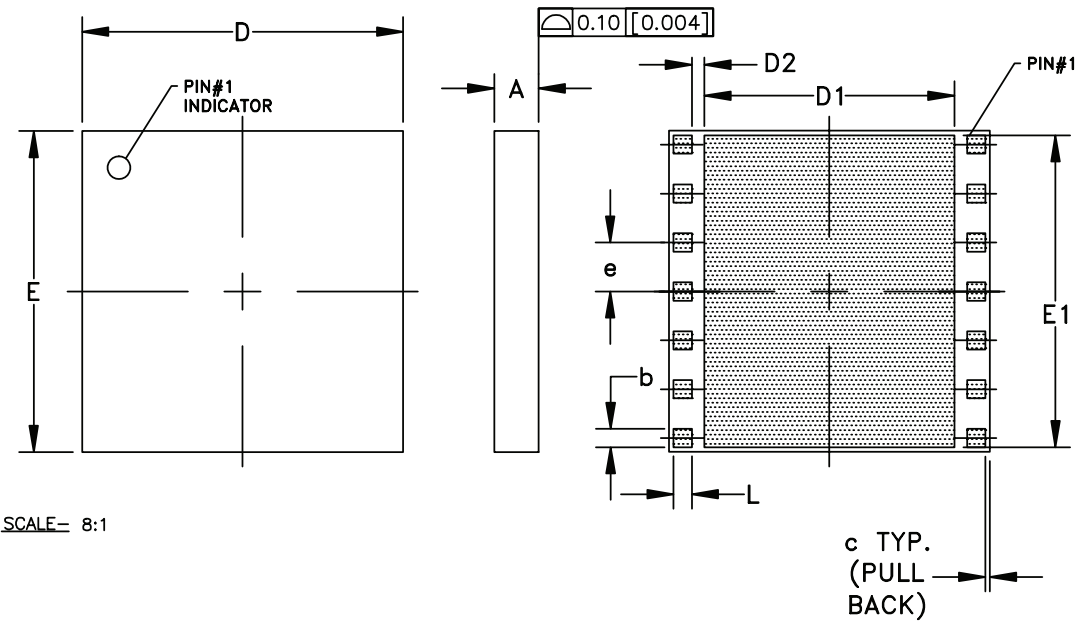 0.10 [0.004]
D
D2
PIN#1
PIN#1
INDICATOR
A
D1
e
E
E1
b
L
SCALE- 8:1
c TYP.
(PULL
BACK)